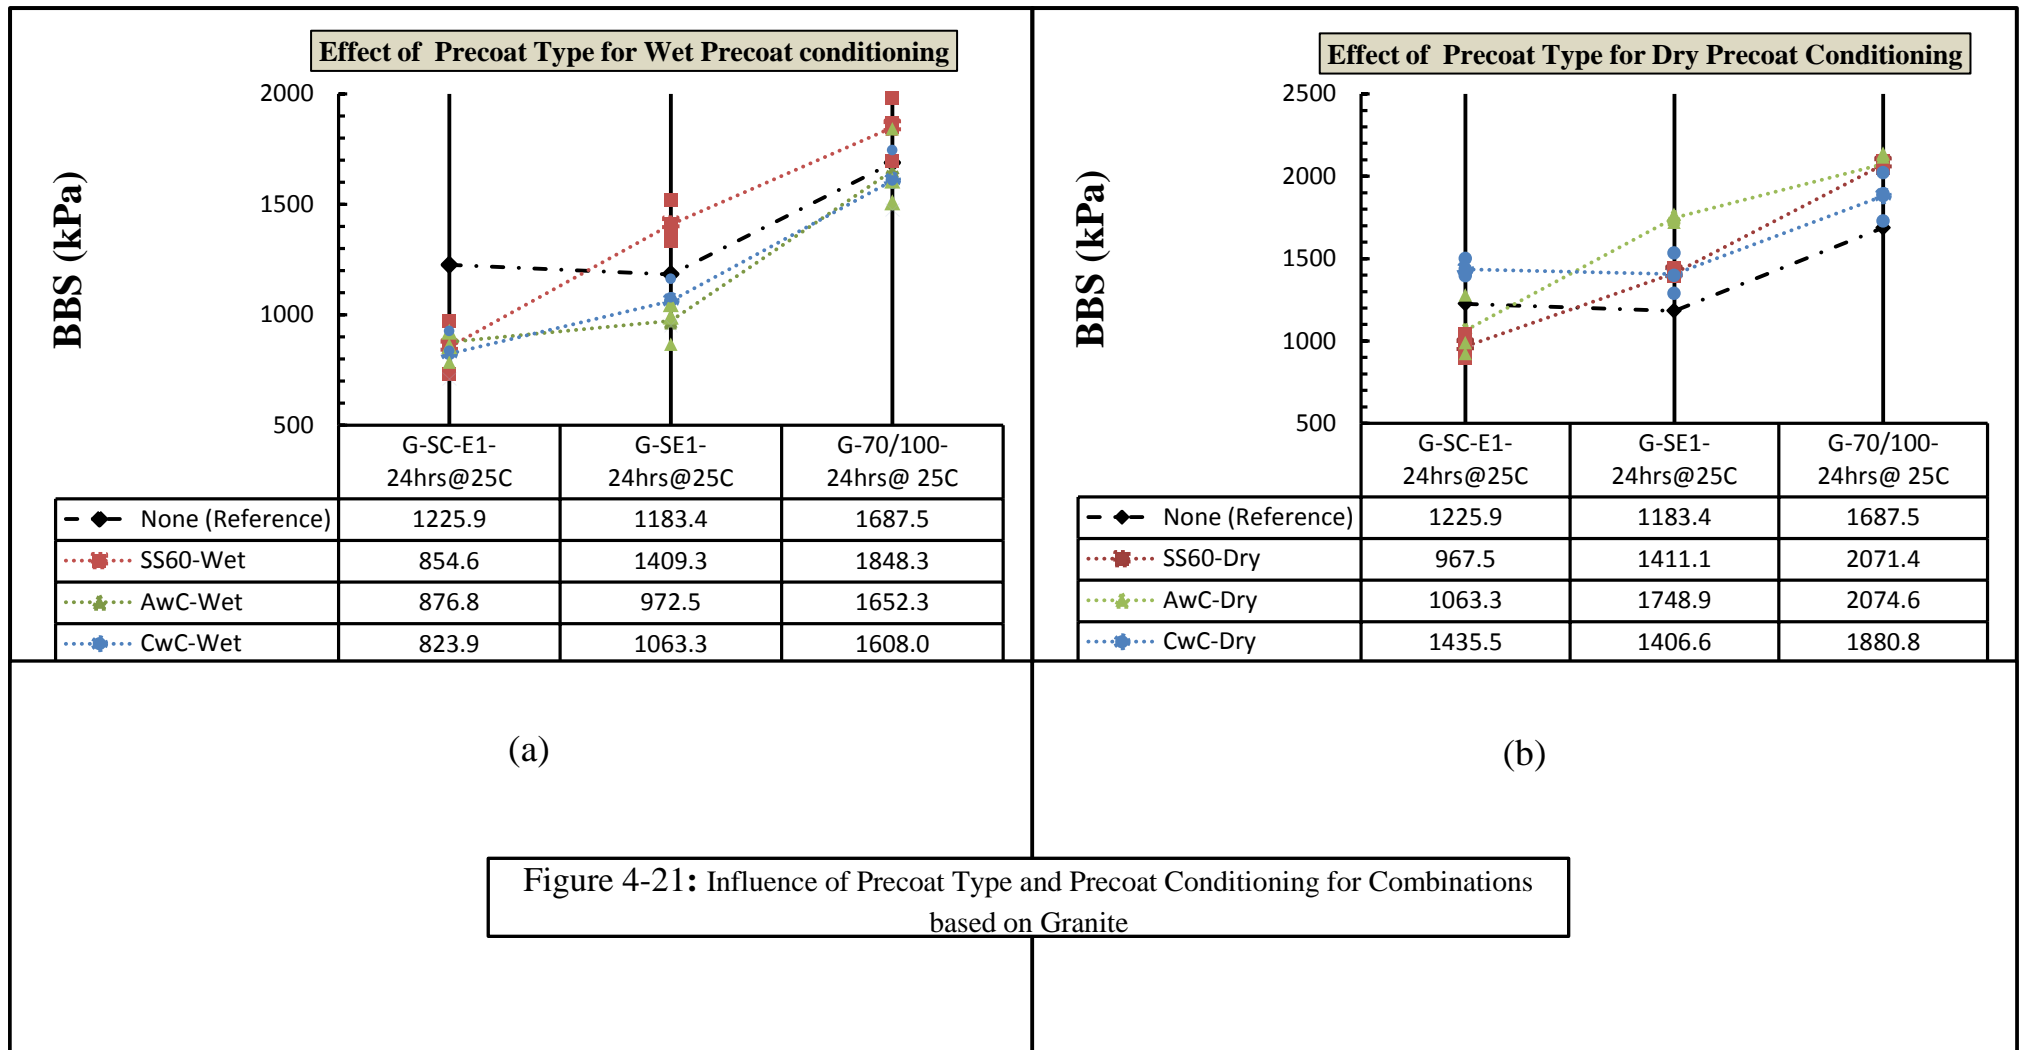 Effect of  Precoat Type for Wet Precoat conditioning
BBS (kPa)
2000
1500
1000
500
G-SC-E1-
24hrs@25C
G-SE1-
24hrs@25C
G-70/100-
24hrs@ 25C
None (Reference) 1225.9 1183.4 1687.5
SS60-Wet 854.6 1409.3 1848.3
AwC-Wet 876.8 972.5 1652.3
CwC-Wet 823.9 1063.3 1608.0
(a)
Effect of  Precoat Type for Dry Precoat Conditioning
BBS (kPa)
2500
2000
1500
1000
500
G-SC-E1-
24hrs@25C
G-SE1-
24hrs@25C
G-70/100-
24hrs@ 25C
None (Reference) 1225.9 1183.4 1687.5
SS60-Dry 967.5 1411.1 2071.4
AwC-Dry 1063.3 1748.9 2074.6
CwC-Dry 1435.5 1406.6 1880.8
(b)
Figure 4-21: Influence of Precoat Type and Precoat Conditioning for Combinations
based on Granite